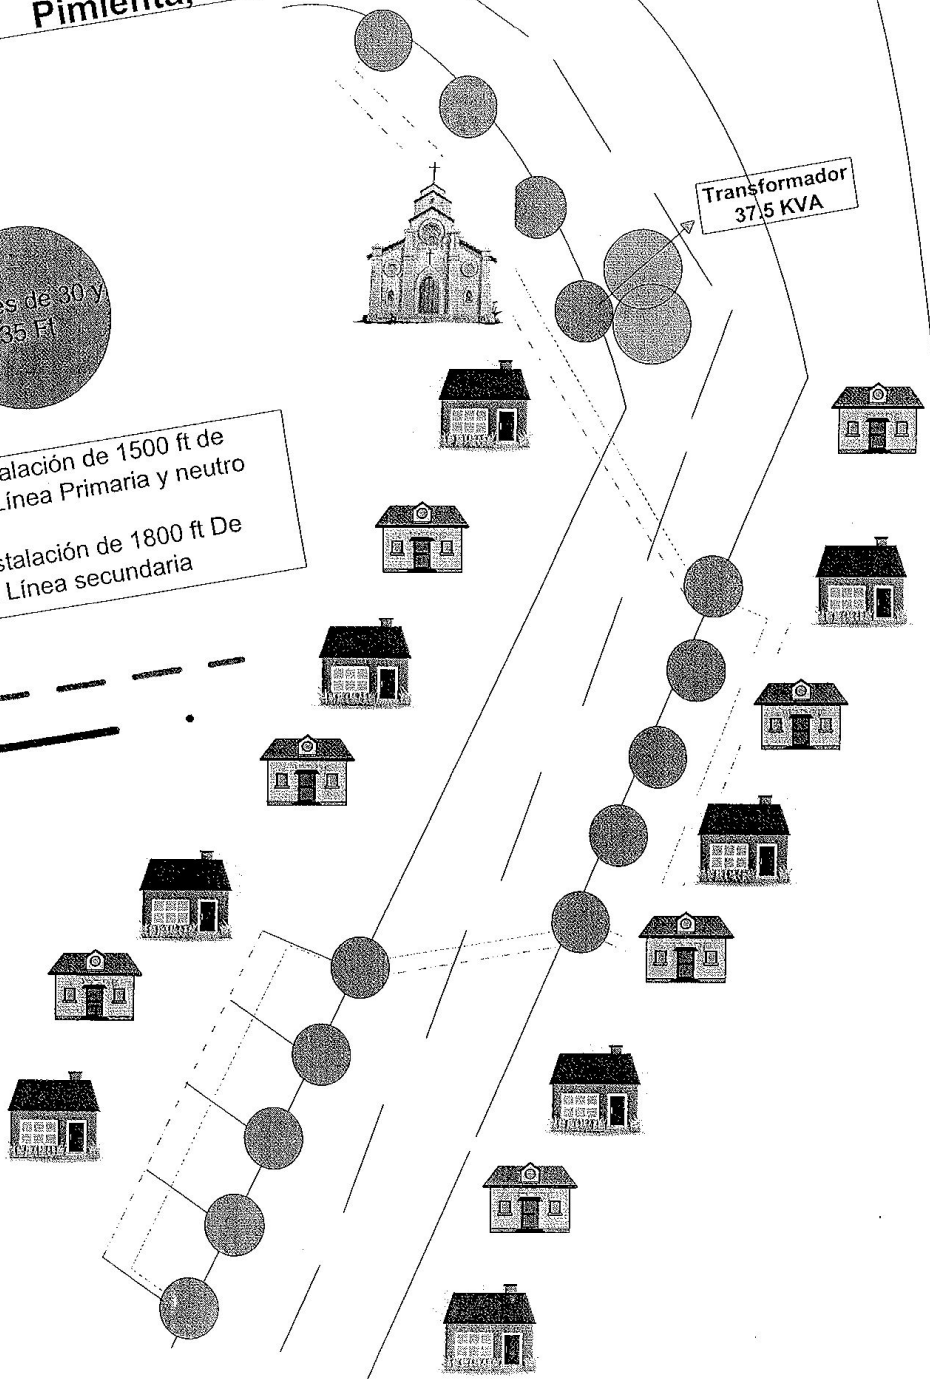 Pimienta,
Transformador
37.5 KVA
es de 30 y
35 Ft
alación de 1500 ft de
Línea Primaria y neutro
stalación de 1800 ft De
Línea secundaria